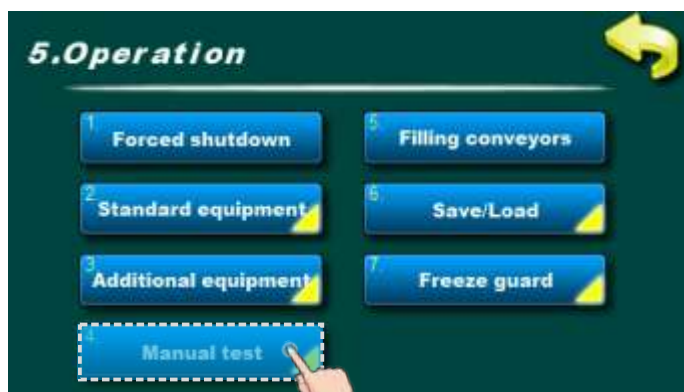 5.Operation
1 Forced shutdown
2 Standard equipment
3 Additional equipment
4 Manual test
5 Filling conveyors
6 Save/Load
7 Freeze guard